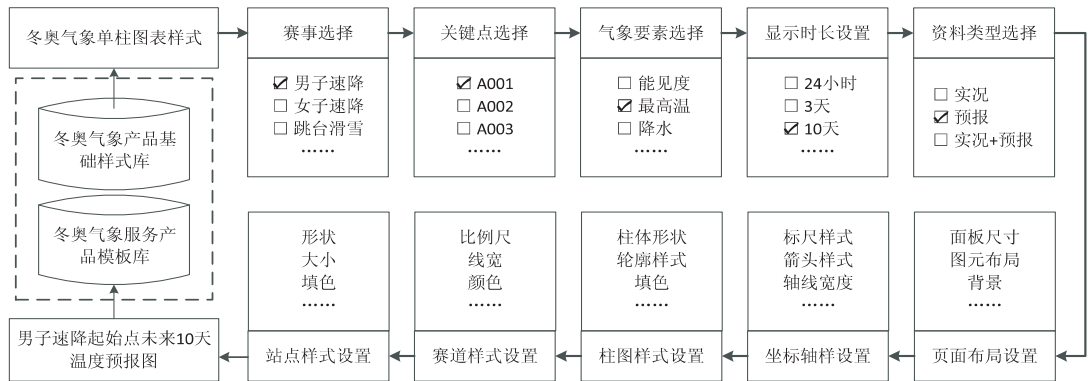 冬奥气象单柱图表样式
冬奥气象产品基
础样式库
冬奥气象服务产
品模板库
男子速降起始点未来10天
温度预报图
赛事选择
男子速降
女子速降
跳台滑雪
……
关键点选择
A001
A002
A003
……
气象要素选择
能见度
最高温
降水
……
显示时长设置
24小时
3天
10天
……
资料类型选择
实况
预报
实况+预报
形状
大小
填色
……
站点样式设置
比例尺
线宽
颜色
……
赛道样式设置
柱体形状
轮廓样式
填色
……
柱图样式设置
标尺样式
箭头样式
轴线宽度
……
坐标轴样设置
面板尺寸
图元布局
背景
……
页面布局设置